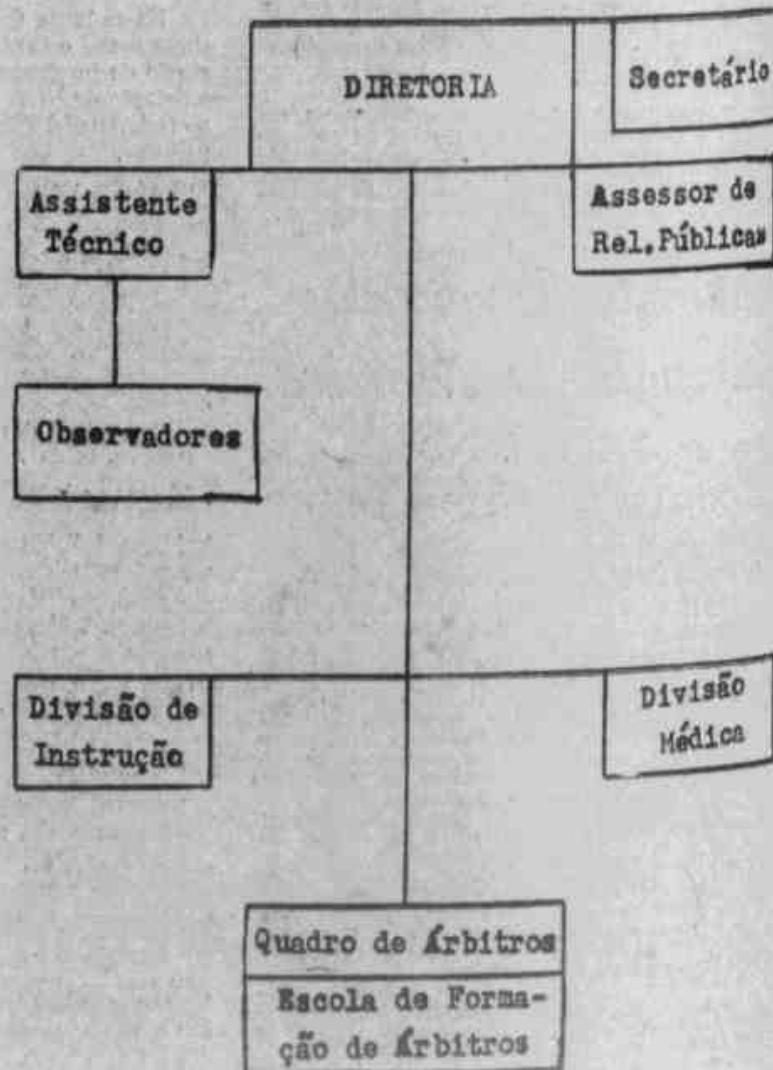 DIRETORIA
Secretário
Assistente
Técnico
Assessor de
Rel. Públicas
Observadores
Divisão de
Instrução
Divisão
Médica
Quadro de Árbitros
Escola de Forma-
ção de Árbitros